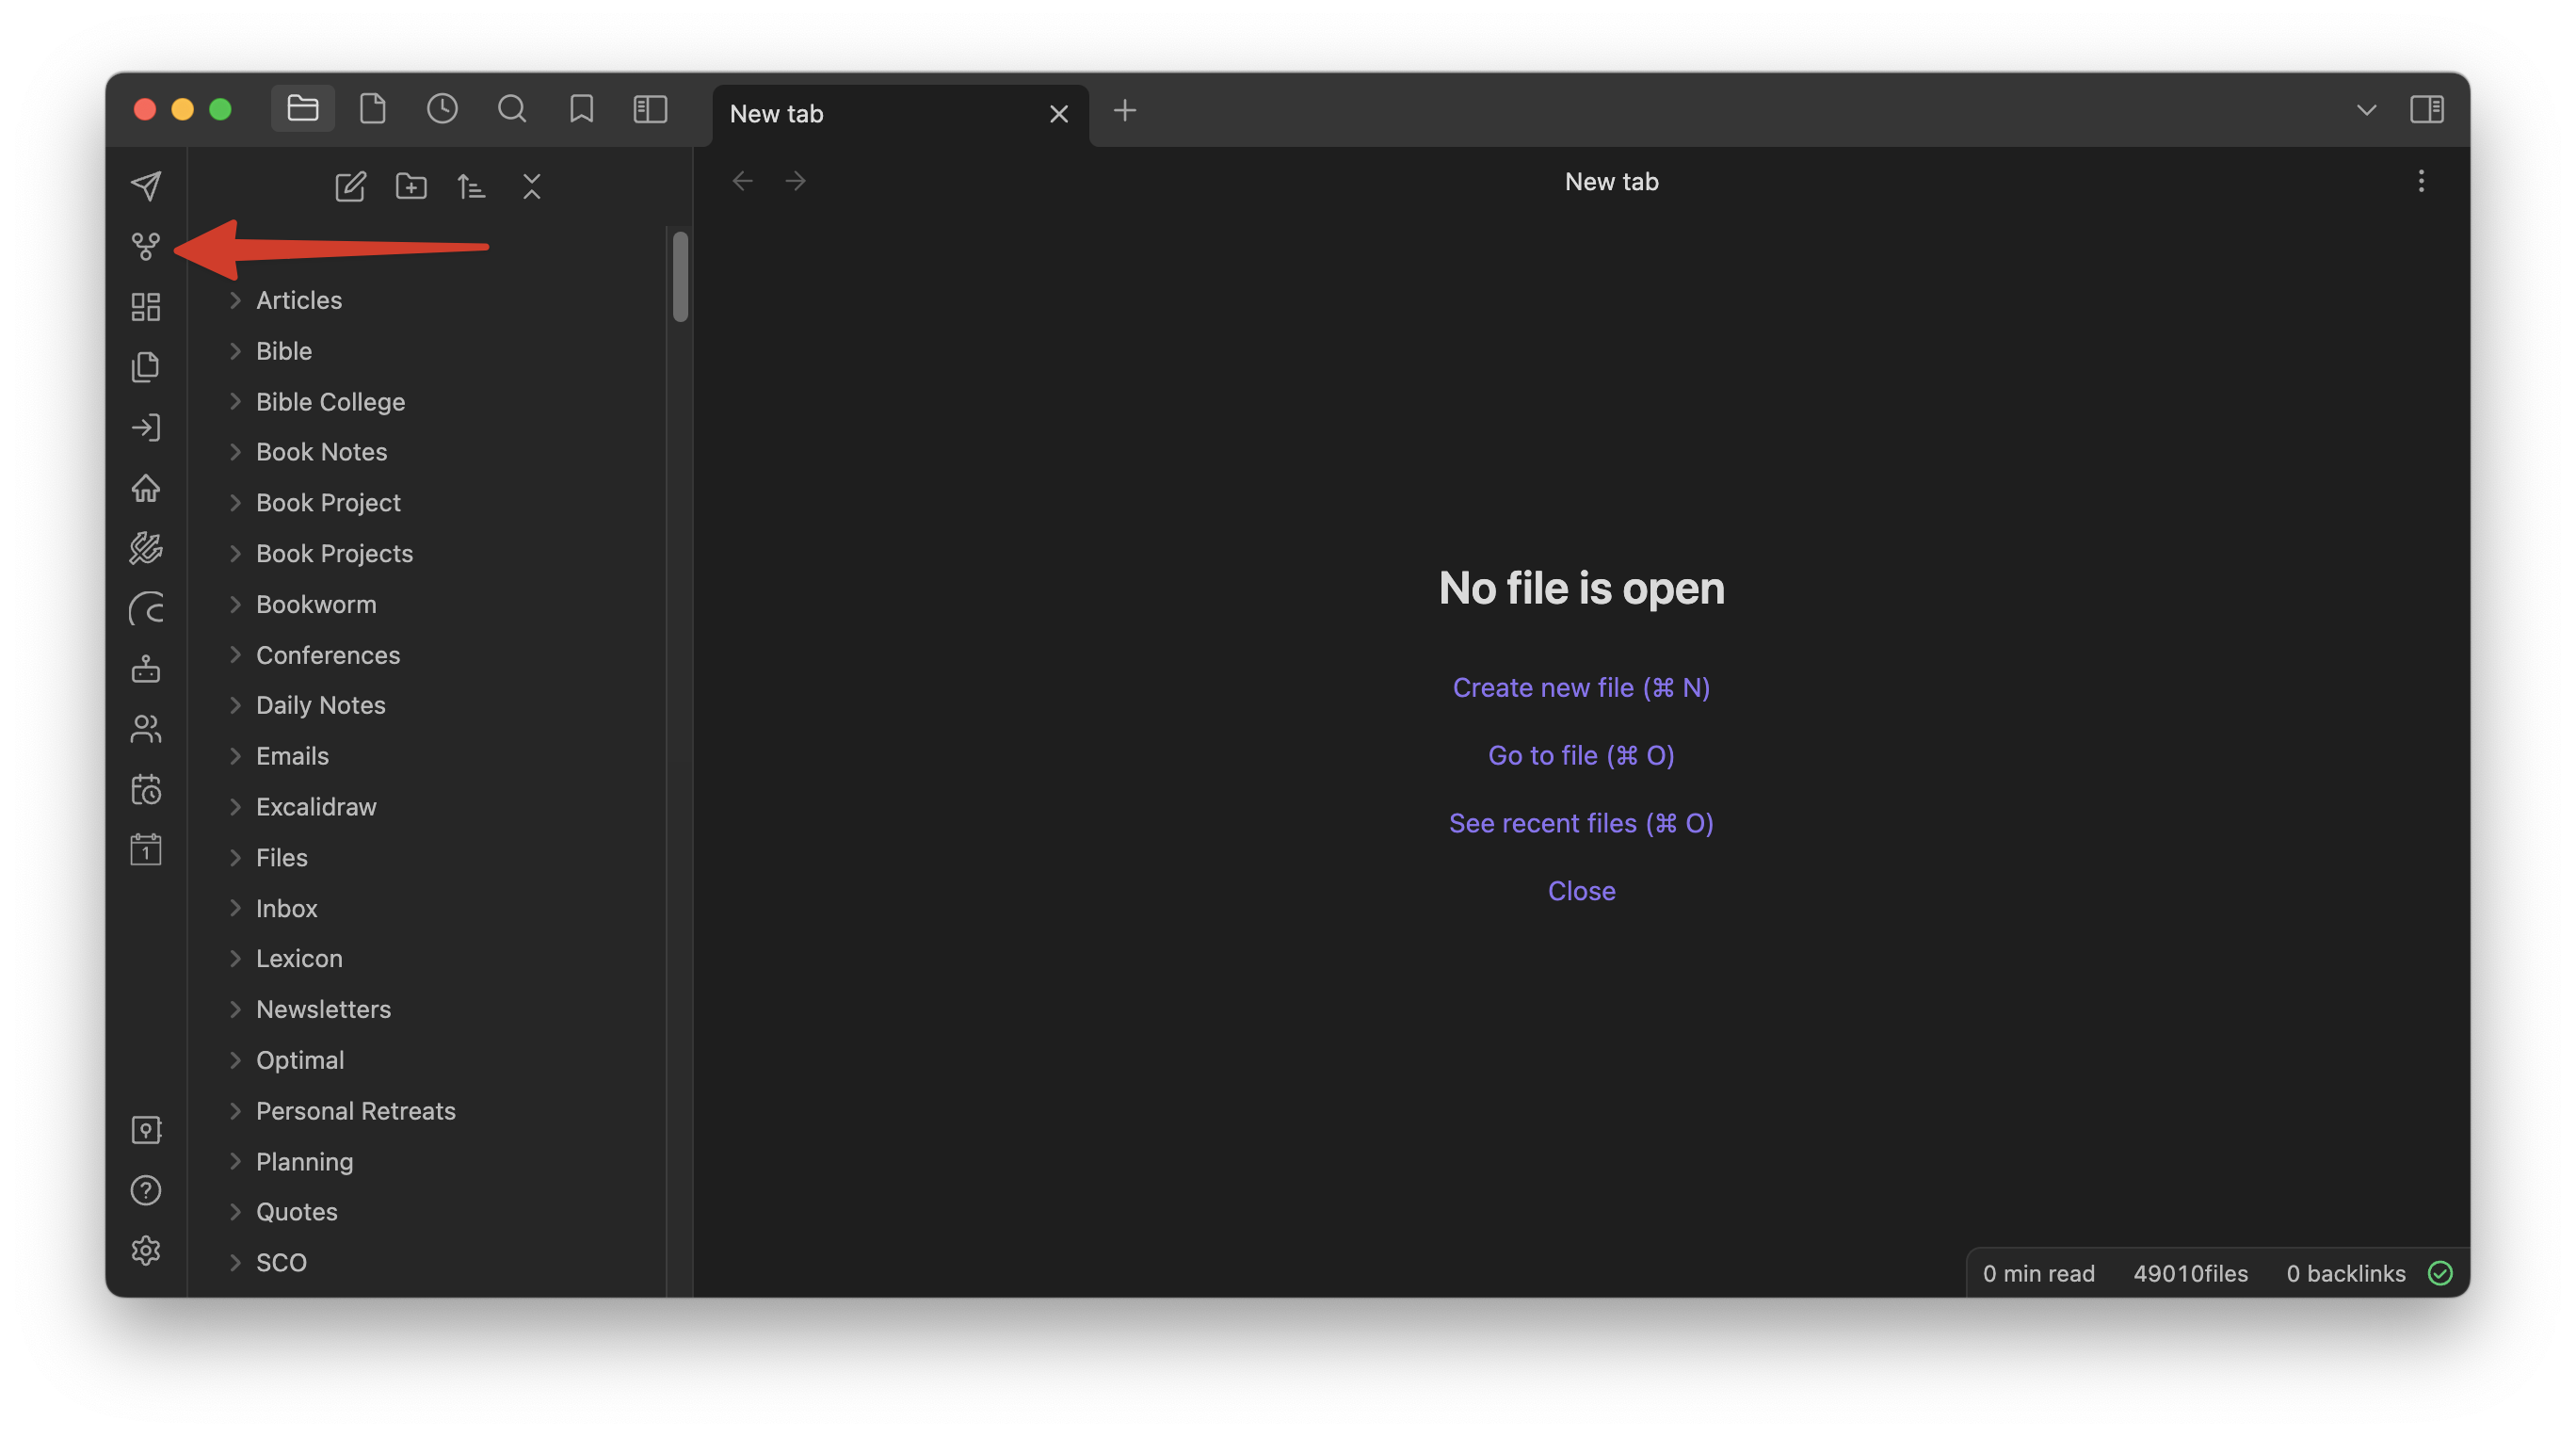 New tab
New tab
Articles
Bible
Bible College
Book Notes
Book Project
Book Projects
Bookworm
Conferences
Daily Notes
Emails
Excalidraw
Files
Inbox
Lexicon
Newsletters
Optimal
Personal Retreats
Planning
Quotes
SCO
1
No file is open
Create new file (⌘ N)
Go to file (⌘ O)
See recent files (⌘ O)
Close
0 min read 49010files 0 backlinks